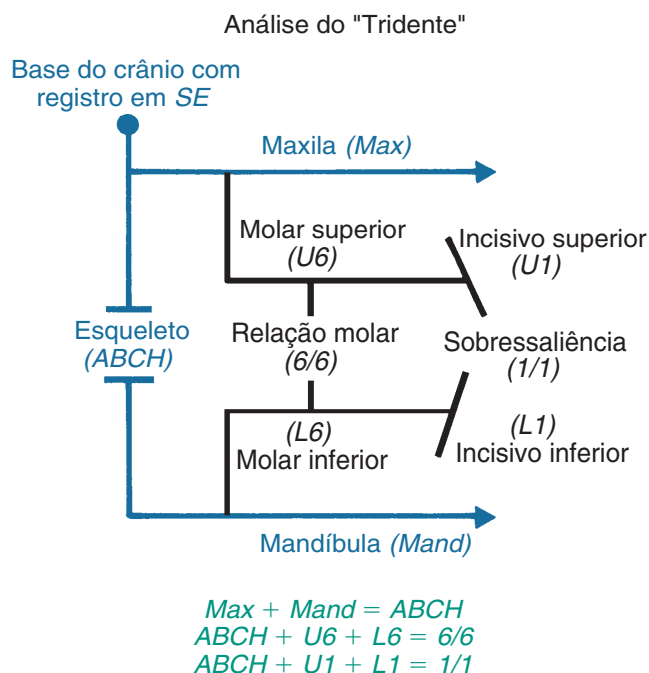 Análise do "Tridente"
Base do crânio com
registro em SE
Maxila (Max)
Molar superior
(U6)
Incisivo superior
(U1)
Esqueleto
(ABCH)
Relação molar
(6/6)
Sobressaliência
(1/1)
(L6)
Molar inferior
(L1)
Incisivo inferior
Mandíbula (Mand)
Max + Mand = ABCH
ABCH + U6 + L6 = 6/6
ABCH + U1 + L1 = 1/1